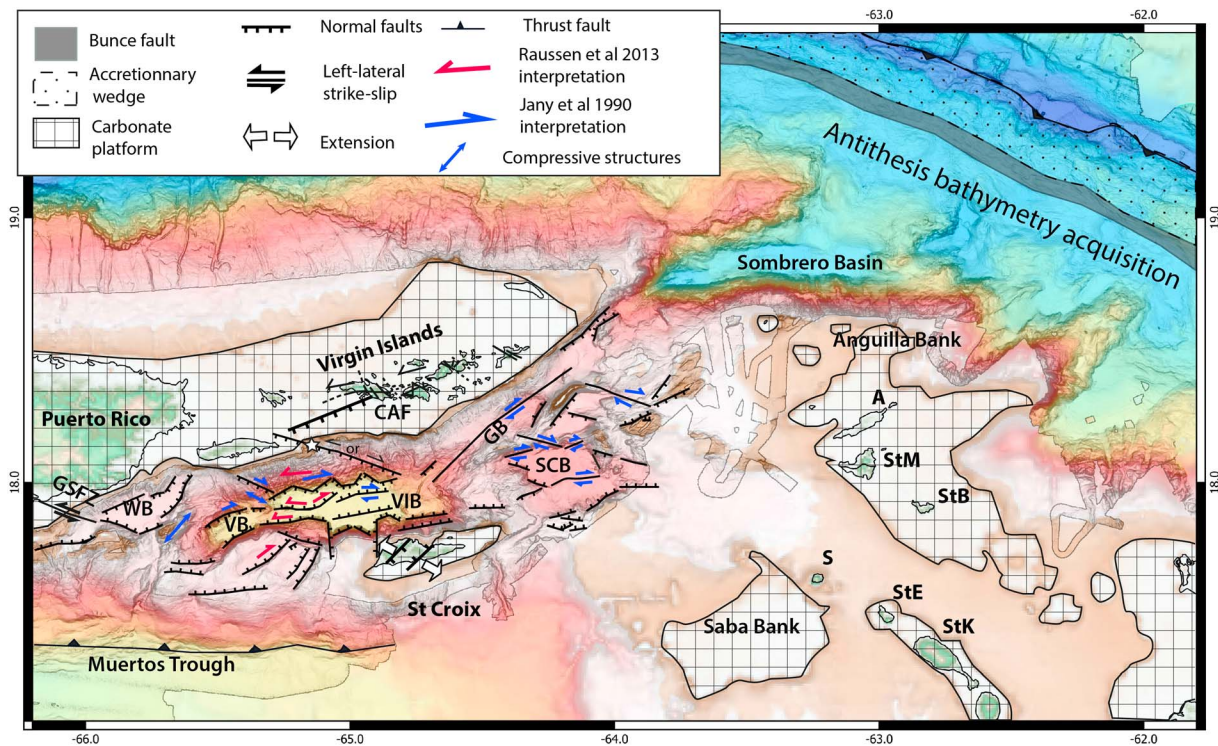 -63.0
-62.0
Bunce fault
Accretionnary
wedge
Carbonate
platform
Normal faults
Left-lateral
strike-slip
Extension
Thrust fault
Raussen et al 2013
interpretation
Jany et al 1990
interpretation
Compressive structures
Antithesis bathymetry acquisition
19.0
19.0
Sombrero Basin
Virgin Islands
Anguilla Bank
Puerto Rico
CAF
A
GB
or
StM
SCB
18.0
18.0
GSF
WB
VIB
StB
VB
S
StE
St Croix
Saba Bank
StK
Muertos Trough
-66.0
-65.0
-64.0
-63.0
-62.0